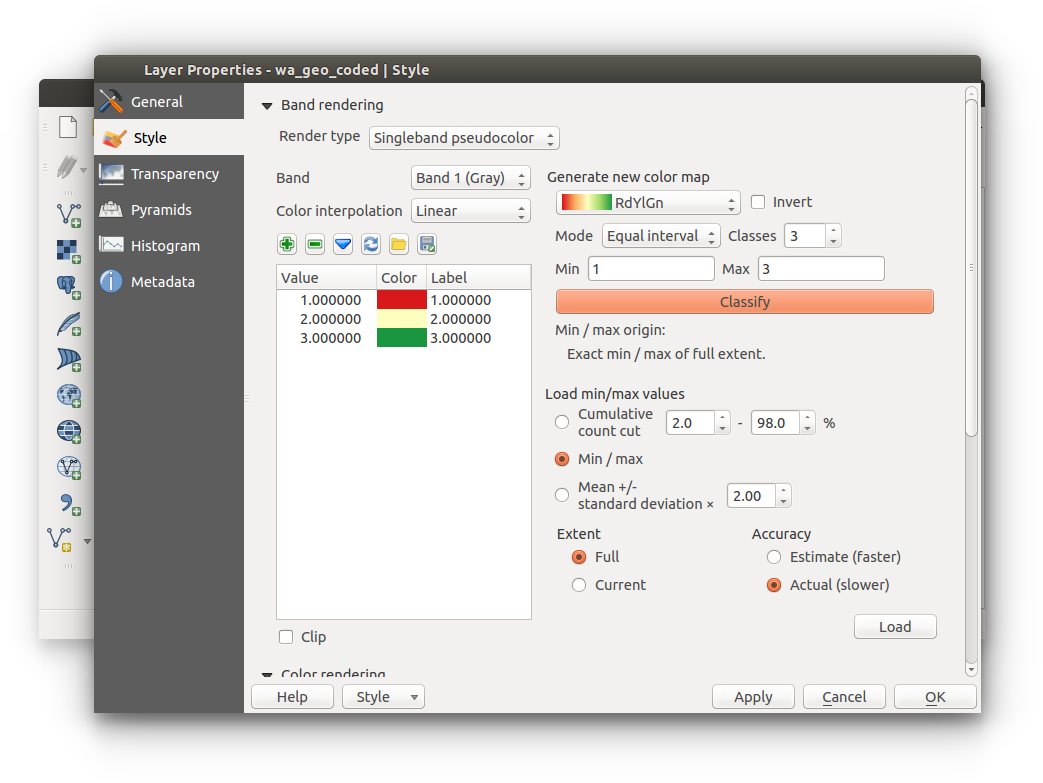 Layer Properties - wa_geo_coded | Style
General
Style
Transparency
Pyramids
Histogram
Metadata
Band rendering
Render type Singleband pseudocolor
Band Band 1 (Gray)
Color interpolation Linear
Value Color Label
1.000000 1.000000
2.000000 2.000000
3.000000 3.000000
Clip
Generate new color map
RdYlGn Invert
Mode Equal interval Classes 3
Min 1 Max 3
Classify
Min / max origin:
Exact min / max of full extent.
Load min/max values
Cumulative
count cut 2.0 - 98.0 %
Min / max
Mean +/-
standard deviation × 2.00
Extent Accuracy
Full Estimate (faster)
Current Actual (slower)
Load
Color rendering
Help Style Apply Cancel OK